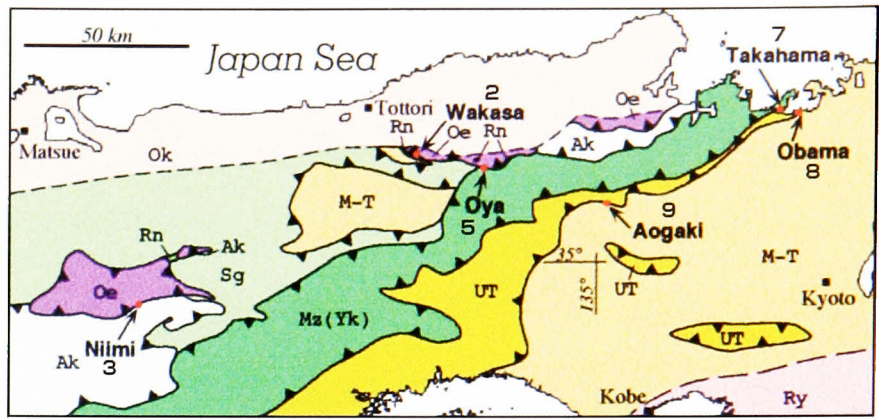 50 km
Japan Sea
7
Takahama
2
Tottori
Wakasa
Oe
Rn
Oe
Rn
Matsue
Ok
Ak
Obama
8
M-T
Oya
5
9
Aogaki
Rn
Ak
Sg
M-T
Oe
35°
135°
UT
UT
Kyoto
Mz(Yk)
UT
Niimi
3
Ak
Kobe
Ry